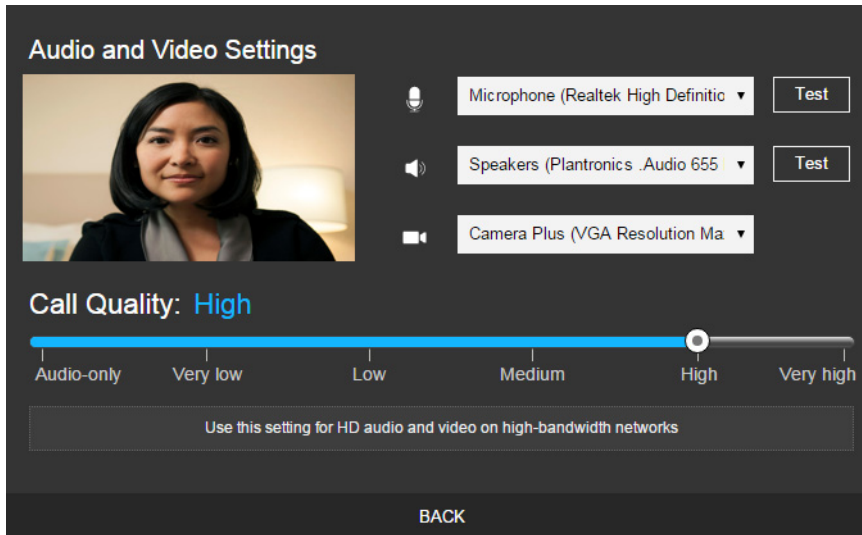 Audio and Video Settings
Microphone (Realtek High Definitic
Test
Speakers (Plantronics .Audio 655
Test
Camera Plus (VGA Resolution Ma
Call Quality: High
Audio-only Very low Low Medium High Very high
Use this setting for HD audio and video on high-bandwidth networks
BACK